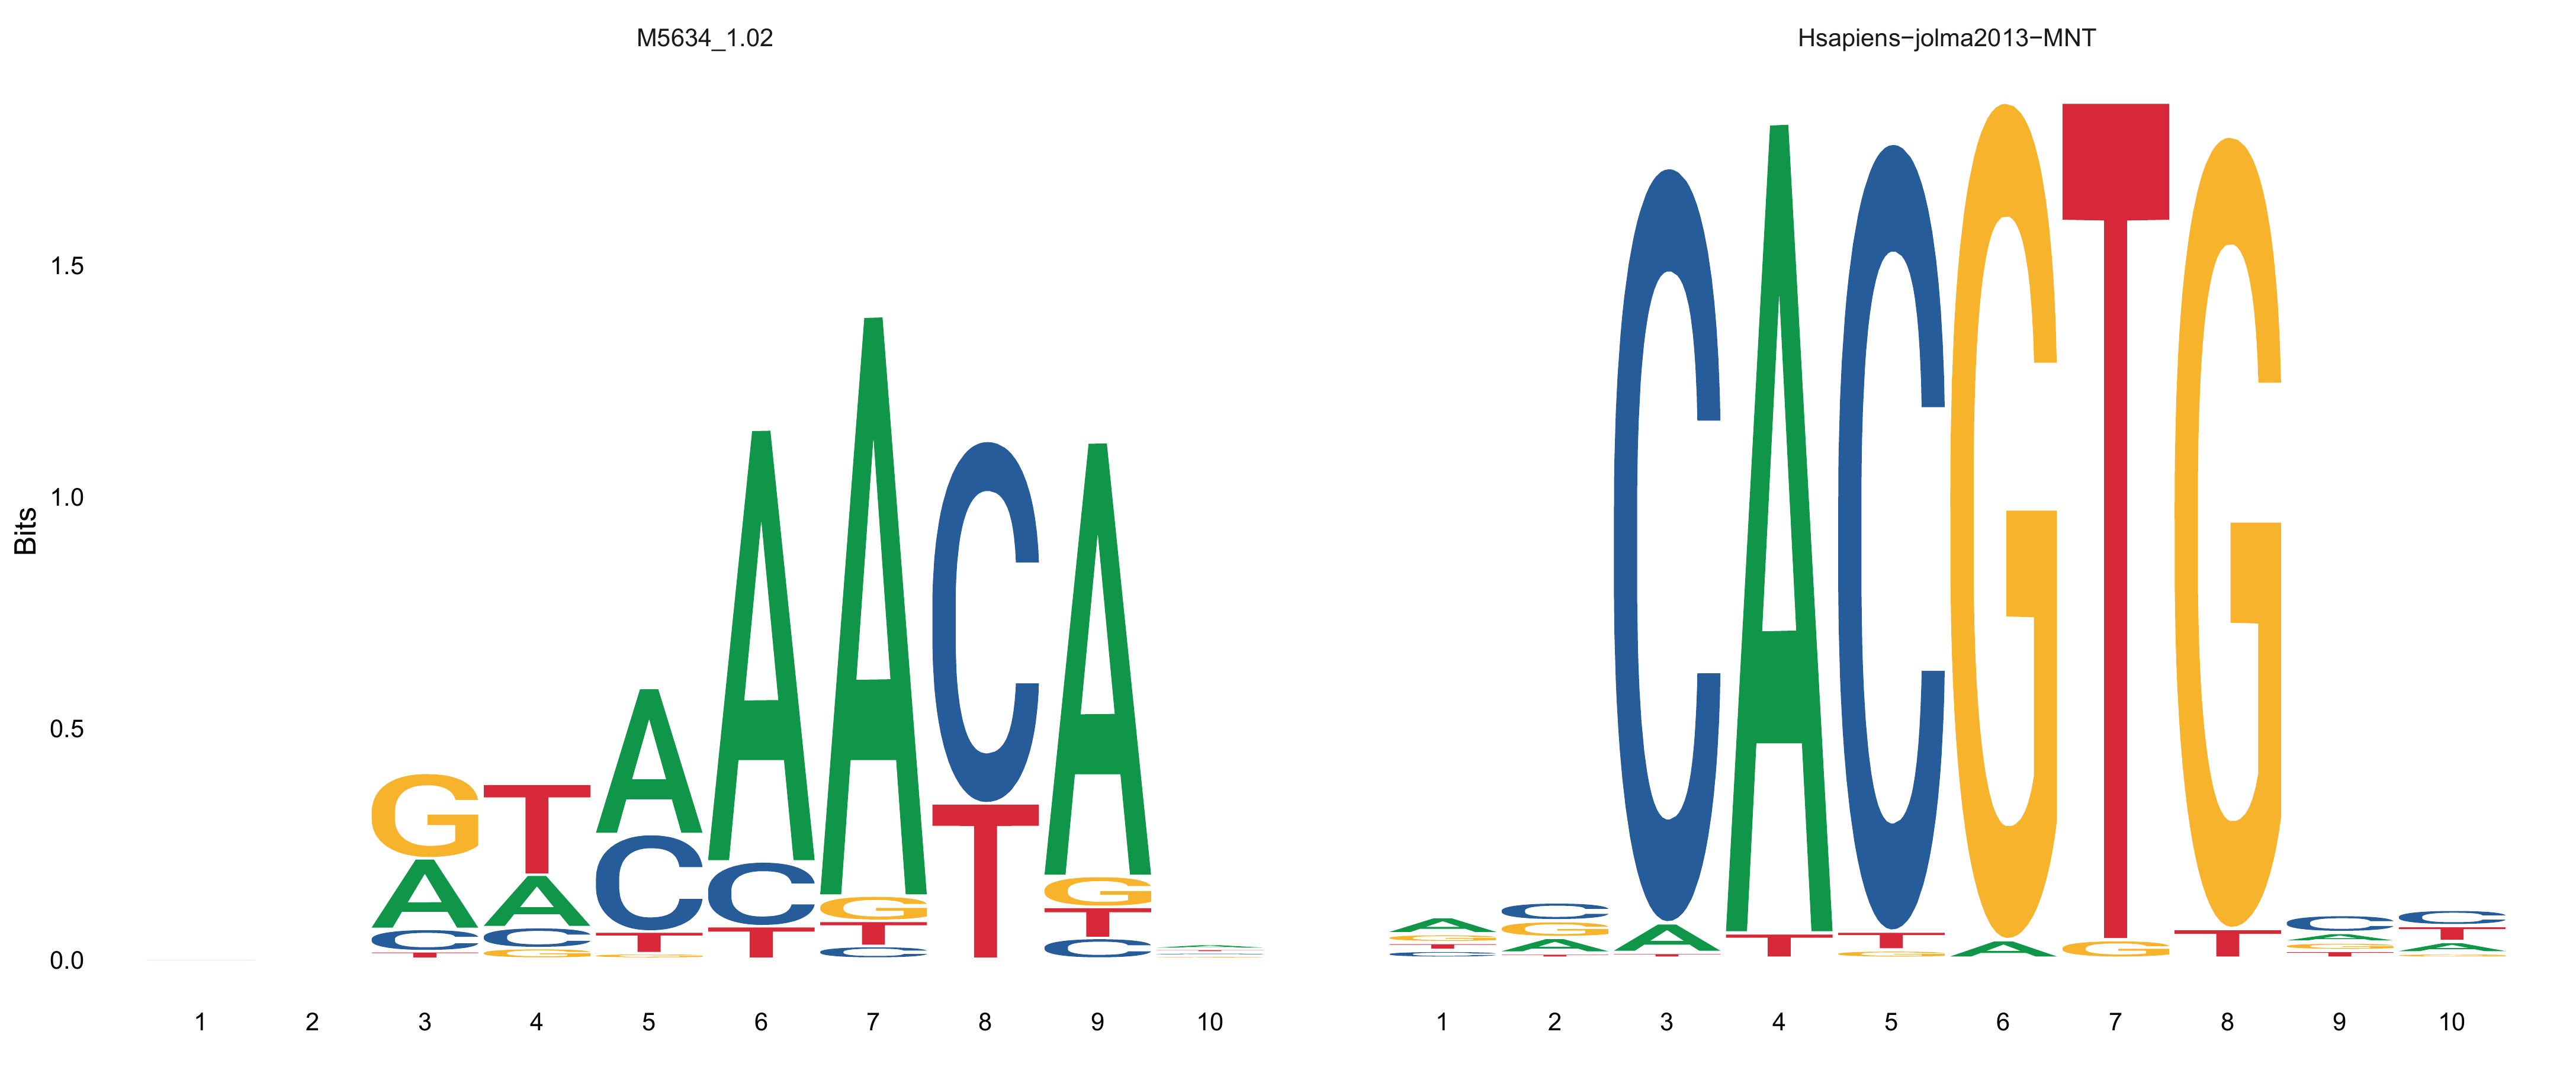 M5634_1.02
Hsapiens−jolma2013−MNT
Bits
1.5
1.0
0.5
0.0
G T A A A C A
A A C C G T G
C C T T T T
T G G C C
C A C G T G
A C A T T A G T C C
G G T G A T
T A A A
C T G T G
1 2 3 4 5 6 7 8 9 10
1 2 3 4 5 6 7 8 9 10